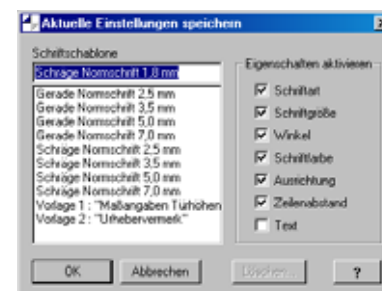 Aktuelle Einstellungen speichern
Schriftschablone
Schräge Normschrift 1,8 mm
Gerade Normschrift 2,5 mm
Gerade Normschrift 3,5 mm
Gerade Normschrift 5,0 mm
Gerade Normschrift 7,0 mm
Schräge Normschrift 2,5 mm
Schräge Normschrift 3,5 mm
Schräge Normschrift 5,0 mm
Schräge Normschrift 7,0 mm
Vorlage 1 : "Maßangaben Türhöhen
Vorlage 2 : "Urhebervermerk"
Eigenschaften aktivieren
Schriftart
Schriftgröße
Winkel
Schriftfarbe
Ausrichtung
Zeilenabstand
Text
OK
Abbrechen
Löschen...
?